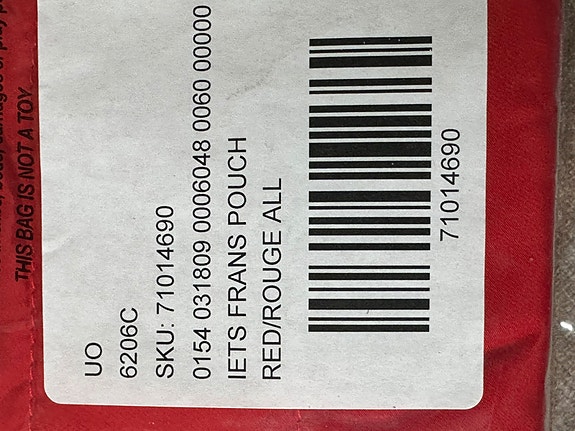 THIS BAG IS NOT A TOY.
UO
6206C
SKU: 71014690
0154 031809 0006048 0060 00000
IETS FRANS POUCH
RED/ROUGE ALL
71014690